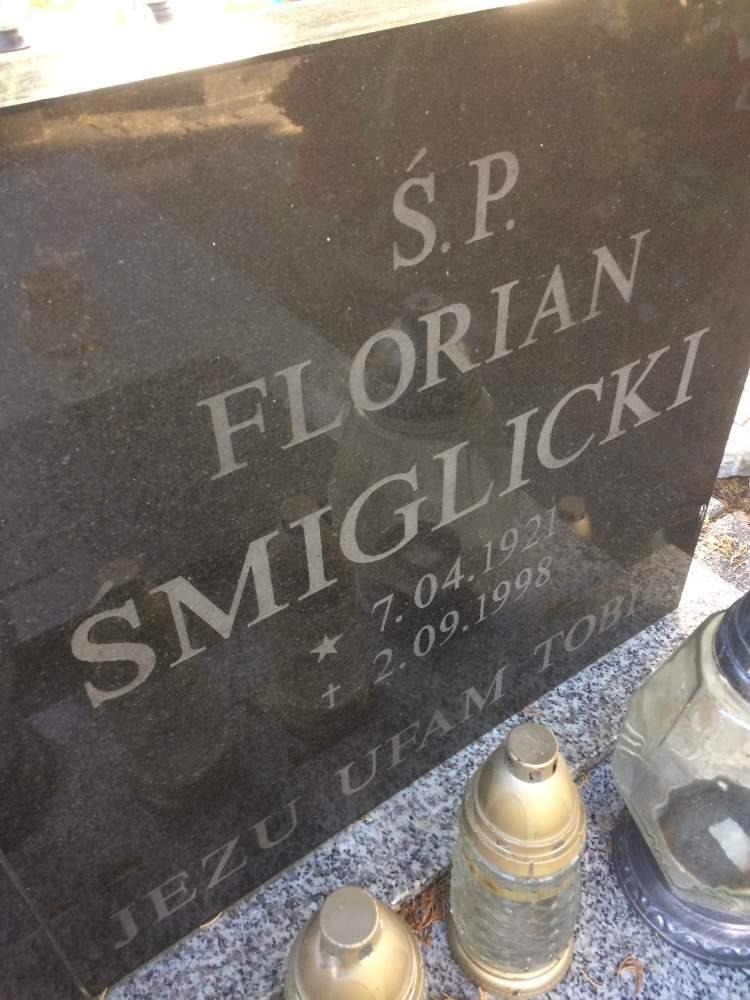 Ś.P.
FLORIAN
ŚMIGLICKI
★ 7.04.1921
✝ 2.09.1998
JEZU UFAM TOBIE